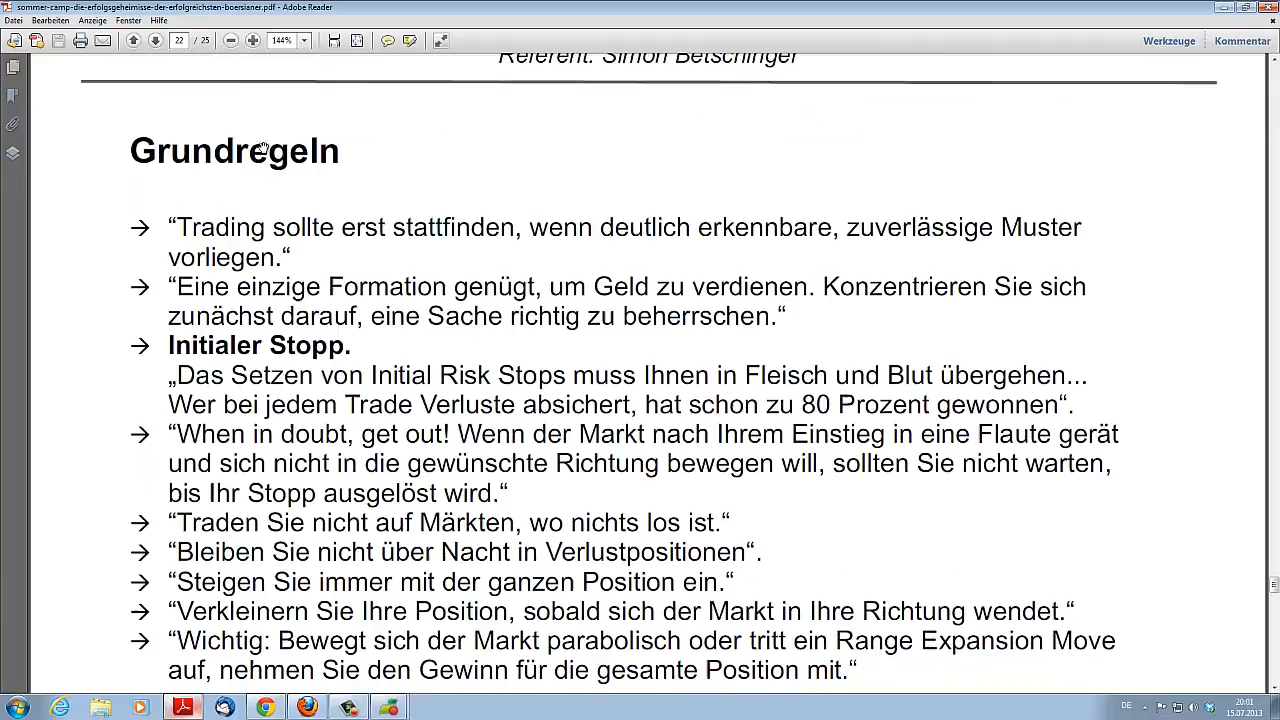 sommer-camp-die-erfolgsgeheimisse-der-erfolgreichsten-boersianer.pdf - Adobe Reader
Datei Bearbeiten Anzeige Fenster Hilfe
22 / 25 144% Werkzeuge Kommentar
Referent: Simon Betschinger
Grundregeln
→ “Trading sollte erst stattfinden, wenn deutlich erkennbare, zuverlässige Muster
vorliegen.“
→ “Eine einzige Formation genügt, um Geld zu verdienen. Konzentrieren Sie sich
zunächst darauf, eine Sache richtig zu beherrschen.“
→ Initialer Stopp.
„Das Setzen von Initial Risk Stops muss Ihnen in Fleisch und Blut übergehen...
Wer bei jedem Trade Verluste absichert, hat schon zu 80 Prozent gewonnen“.
→ “When in doubt, get out! Wenn der Markt nach Ihrem Einstieg in eine Flaute gerät
und sich nicht in die gewünschte Richtung bewegen will, sollten Sie nicht warten,
bis Ihr Stopp ausgelöst wird.“
→ “Traden Sie nicht auf Märkten, wo nichts los ist.“
→ “Bleiben Sie nicht über Nacht in Verlustpositionen“.
→ “Steigen Sie immer mit der ganzen Position ein.“
→ “Verkleinern Sie Ihre Position, sobald sich der Markt in Ihre Richtung wendet.“
→ “Wichtig: Bewegt sich der Markt parabolisch oder tritt ein Range Expansion Move
auf, nehmen Sie den Gewinn für die gesamte Position mit.“
DE 20:01
15.07.2013